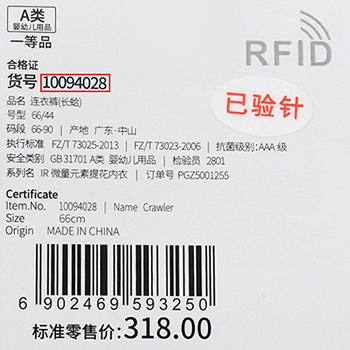 A类
婴幼儿用品
一等品
RFID
合格证
货号 10094028
已验针
品名 连衣裤(长蛤)
号型 66/44
码段 66-90 | 产地 广东·中山
执行标准 FZ/T 73025-2013 | FZ/T 73023-2006 | 抗菌级别:AAA 级
安全类别 GB 31701 A类 婴幼儿用品 | 检验员 2801
系列名 IR 微量元素提花内衣 | 订单号 PGZ5001255
Certificate
Item.No. 10094028 | Name Crawler
Size 66cm
Origin MADE IN CHINA
6 902469 593250
标准零售价:318.00